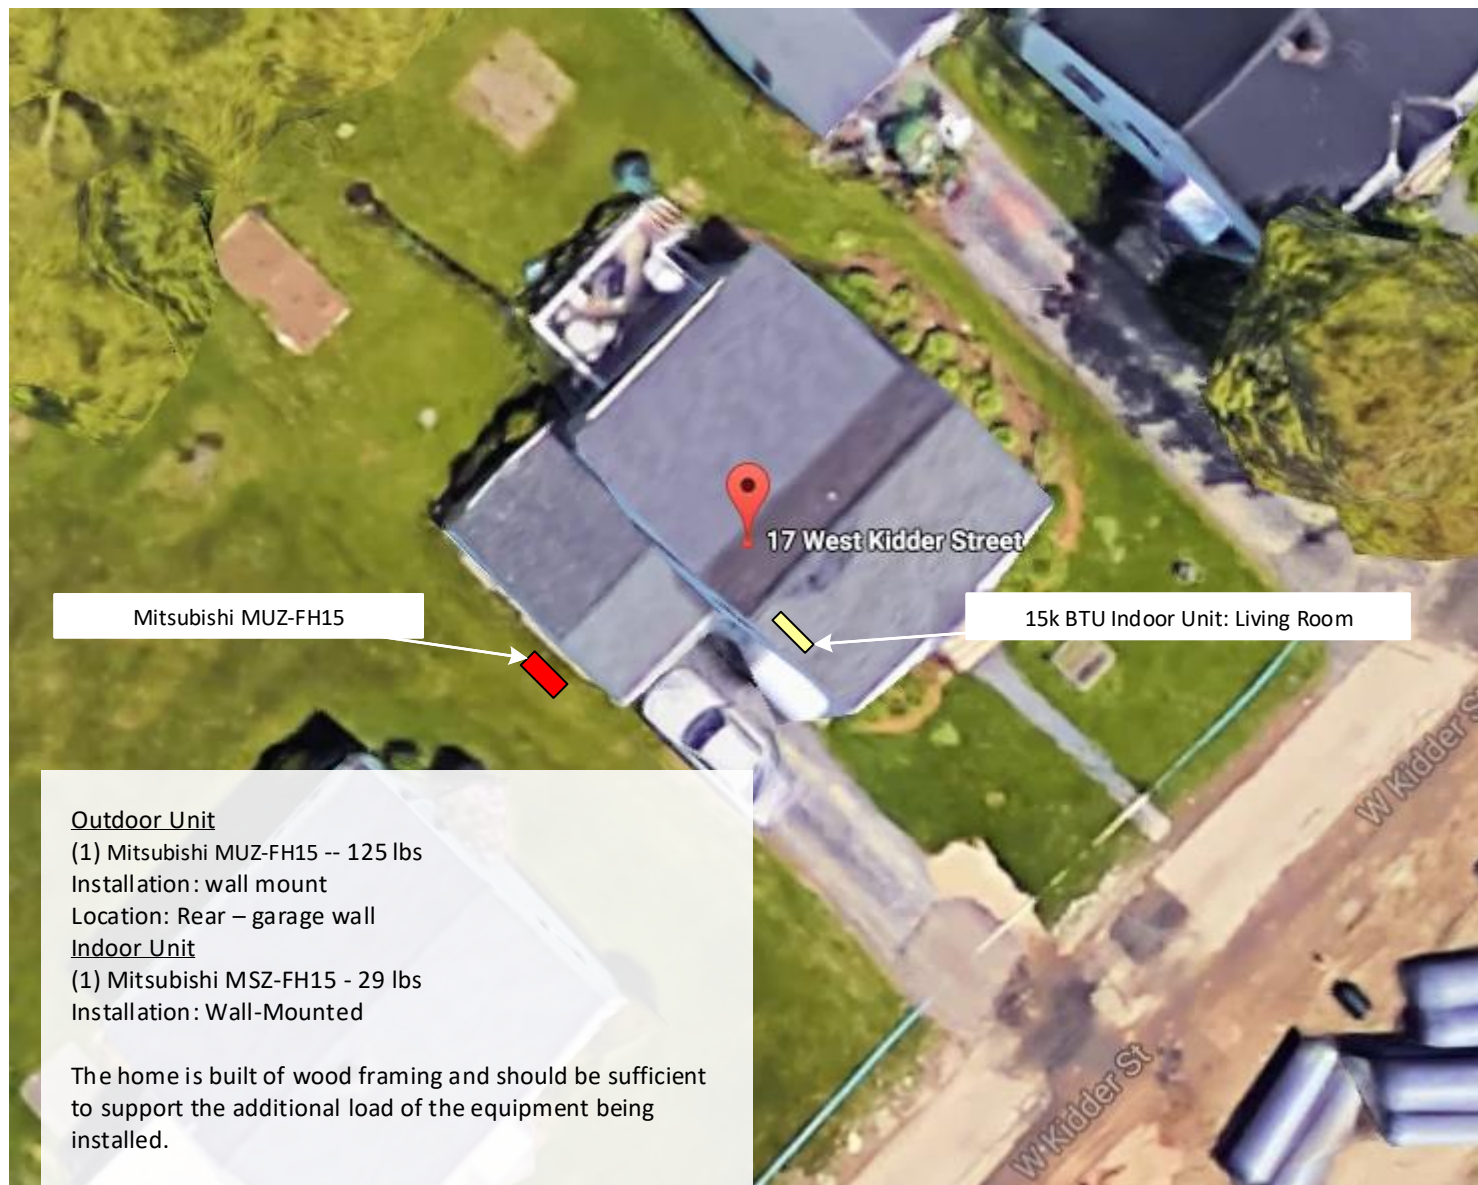 17 West Kidder Street
Mitsubishi MUZ-FH15
15k BTU Indoor Unit: Living Room
W Kidder S
Outdoor Unit
(1) Mitsubishi MUZ-FH15 -- 125 lbs
Installation: wall mount
Location: Rear – garage wall
Indoor Unit
(1) Mitsubishi MSZ-FH15 - 29 lbs
Installation: Wall-Mounted
The home is built of wood framing and should be sufficient
to support the additional load of the equipment being
installed.
W Kidder St